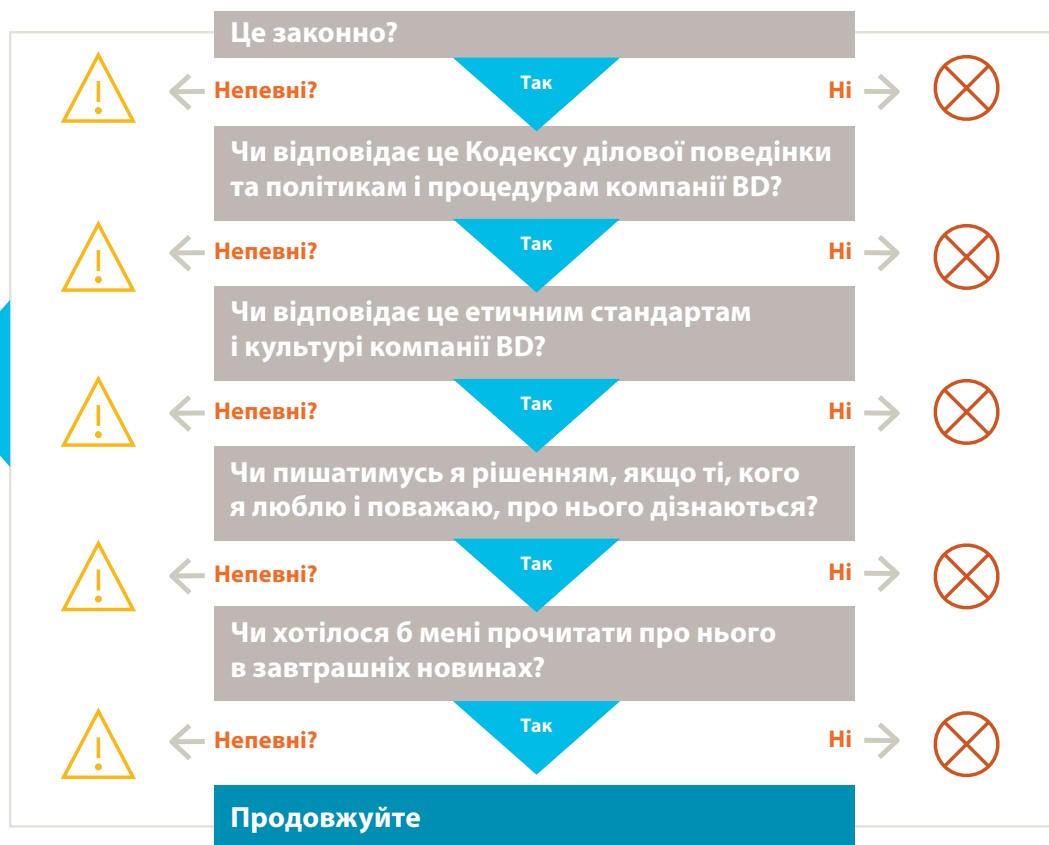 Це законно?
Непевні?
Так
Ні
Чи відповідає це Кодексу ділової поведінки
та політикам і процедурам компанії BD?
Непевні?
Так
Ні
Чи відповідає це етичним стандартам
і культурі компанії BD?
Непевні?
Так
Ні
Чи пишатимусь я рішенням, якщо ті, кого
я люблю і поважаю, про нього дізнаються?
Непевні?
Так
Ні
Чи хотілося б мені прочитати про нього
в завтрашніх новинах?
Непевні?
Так
Ні
Продовжуйте